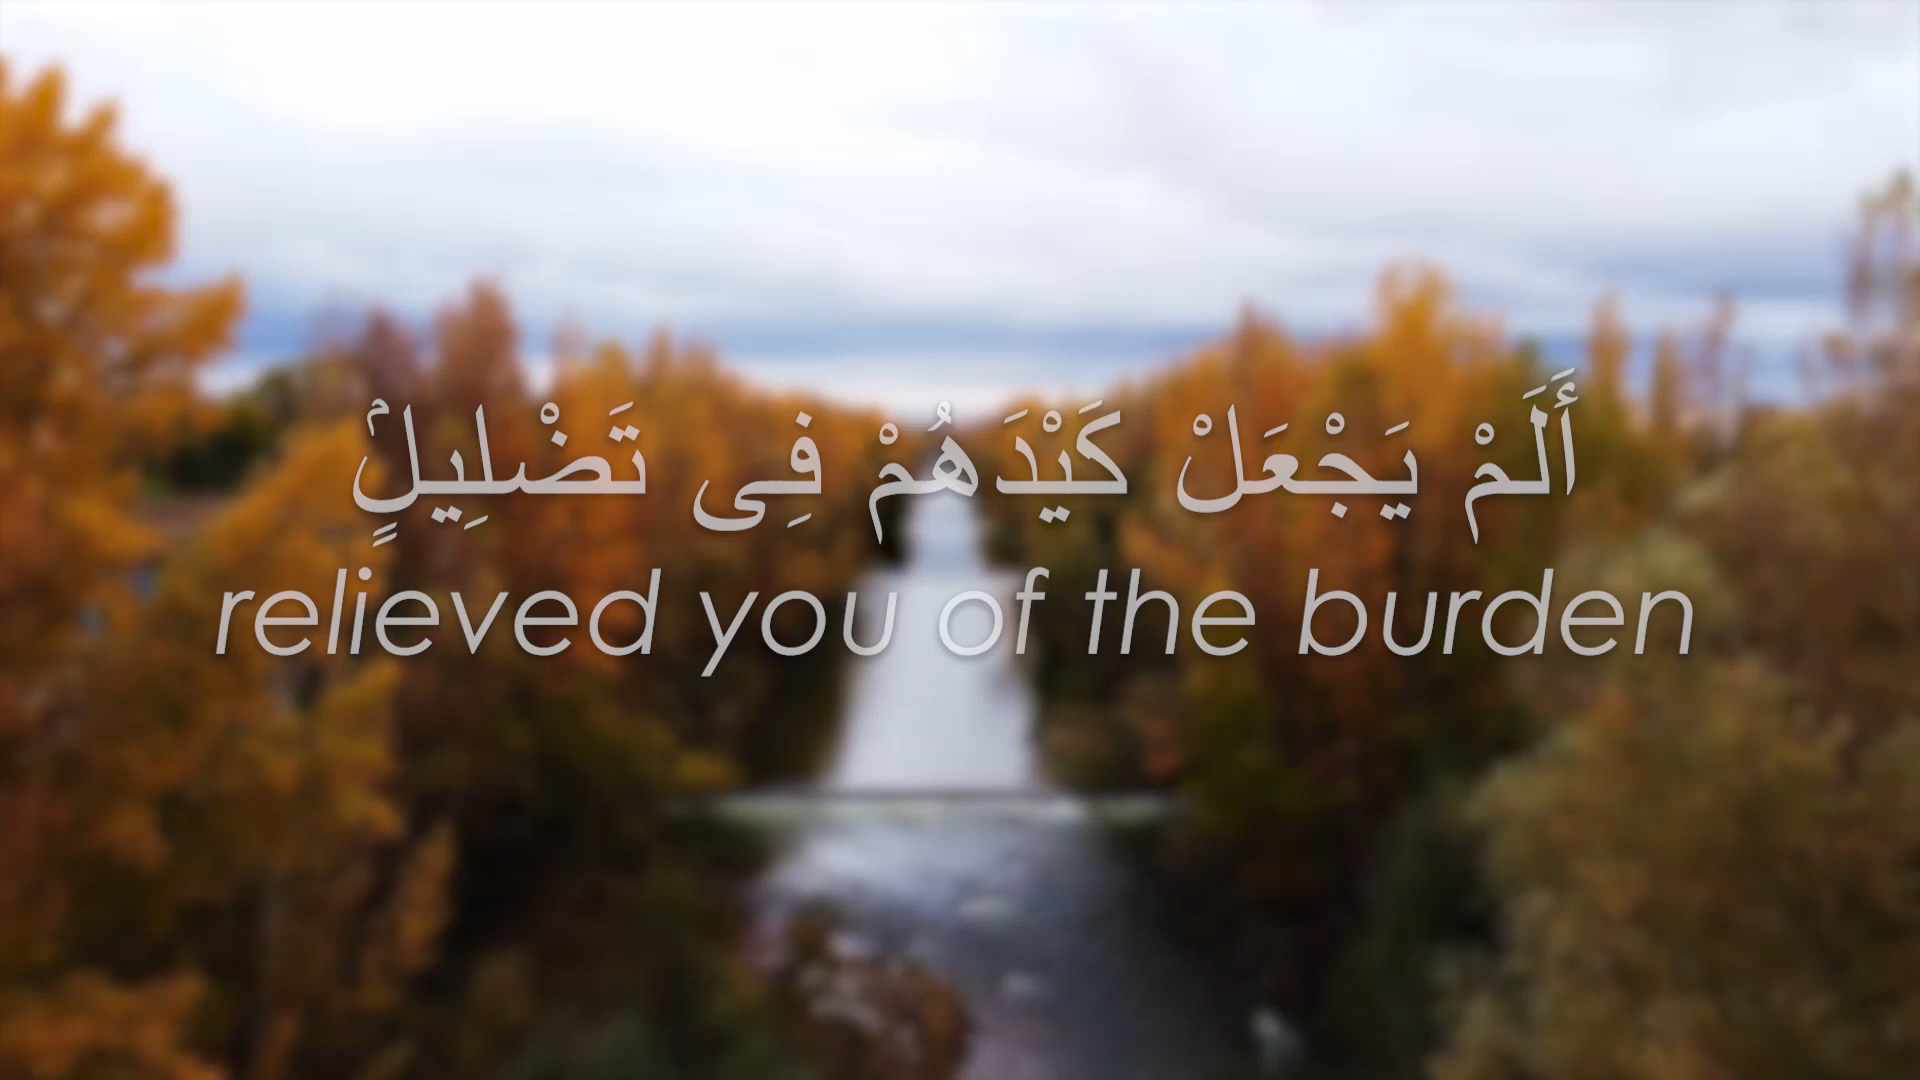 أَلَمْ يَجْعَلْ كَيْدَهُمْ فِى تَضْلِيلٍۢ
relieved you of the burden